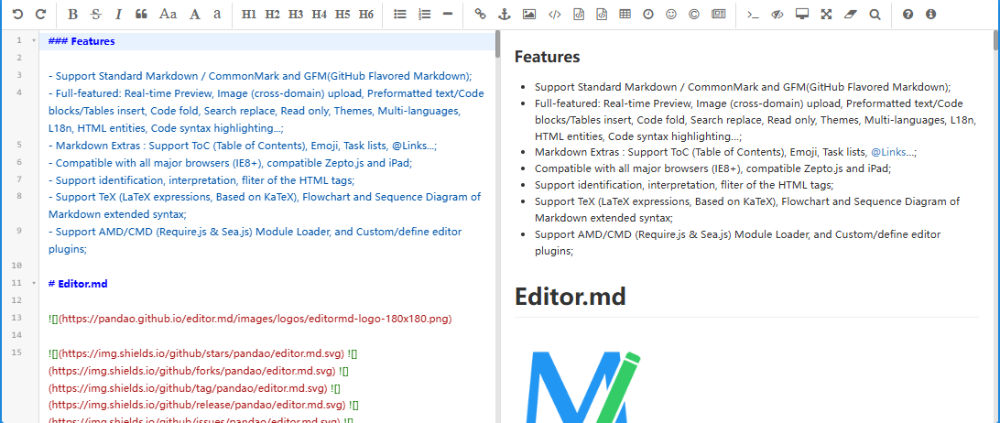 B S I Aa A a H1 H2 H3 H4 H5 H6
1 ### Features
2
3 - Support Standard Markdown / CommonMark and GFM(GitHub Flavored Markdown);
4 - Full-featured: Real-time Preview, Image (cross-domain) upload, Preformatted text/Code
blocks/Tables insert, Code fold, Search replace, Read only, Themes, Multi-languages,
L18n, HTML entities, Code syntax highlighting...;
5 - Markdown Extras : Support ToC (Table of Contents), Emoji, Task lists, @Links...;
6 - Compatible with all major browsers (IE8+), compatible Zepto.js and iPad;
7 - Support identification, interpretation, fliter of the HTML tags;
8 - Support TeX (LaTeX expressions, Based on KaTeX), Flowchart and Sequence Diagram of
Markdown extended syntax;
9 - Support AMD/CMD (Require.js & Sea.js) Module Loader, and Custom/define editor
plugins;
10
11 # Editor.md
12
13 ![](https://pandao.github.io/editor.md/images/logos/editormd-logo-180x180.png)
14
15 ![](https://img.shields.io/github/stars/pandao/editor.md.svg) ![]
(https://img.shields.io/github/forks/pandao/editor.md.svg) ![]
(https://img.shields.io/github/tag/pandao/editor.md.svg) ![]
(https://img.shields.io/github/release/pandao/editor.md.svg) ![]
(https://img.shields.io/github/issues/pandao/editor.md.svg) ![]
Features
• Support Standard Markdown / CommonMark and GFM(GitHub Flavored Markdown);
• Full-featured: Real-time Preview, Image (cross-domain) upload, Preformatted text/Code
blocks/Tables insert, Code fold, Search replace, Read only, Themes, Multi-languages, L18n,
HTML entities, Code syntax highlighting...;
• Markdown Extras : Support ToC (Table of Contents), Emoji, Task lists, @Links...;
• Compatible with all major browsers (IE8+), compatible Zepto.js and iPad;
• Support identification, interpretation, fliter of the HTML tags;
• Support TeX (LaTeX expressions, Based on KaTeX), Flowchart and Sequence Diagram of
Markdown extended syntax;
• Support AMD/CMD (Require.js & Sea.js) Module Loader, and Custom/define editor
plugins;
Editor.md